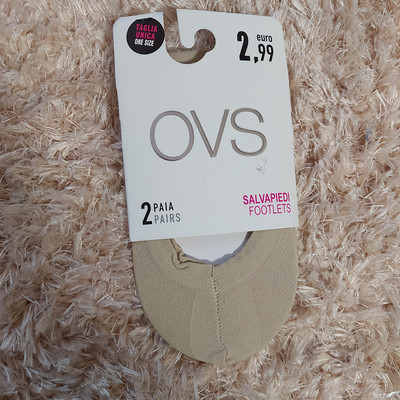 TAGLIA
UNICA
ONE SIZE
euro
2,99
OVS
2 PAIA
PAIRS
SALVAPIEDI
FOOTLETS